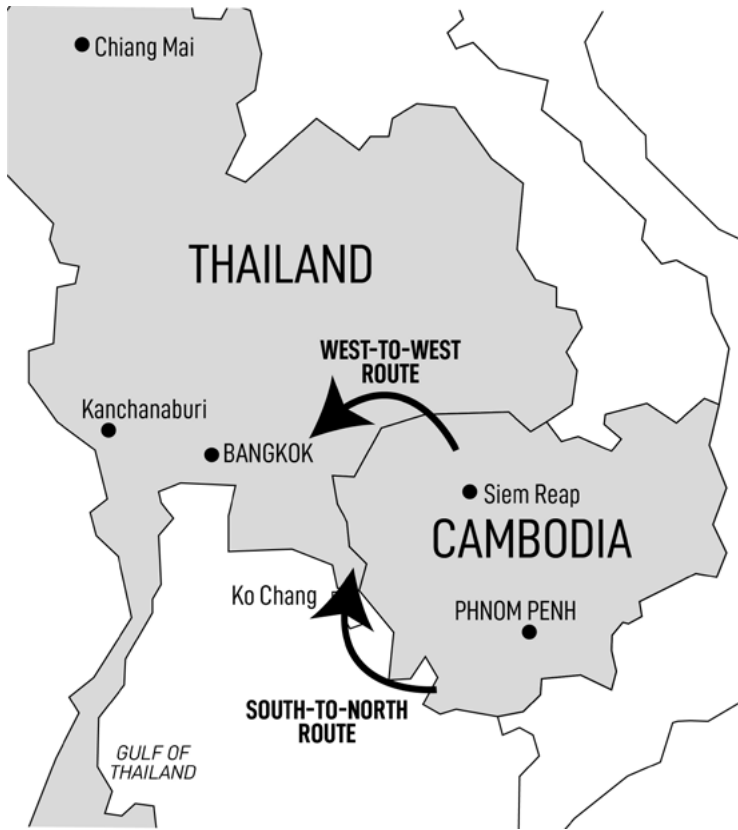 Chiang Mai
THAILAND
WEST-TO-WEST
ROUTE
Kanchanaburi
BANGKOK
Siem Reap
CAMBODIA
Ko Chang
PHNOM PENH
SOUTH-TO-NORTH
ROUTE
GULF OF
THAILAND